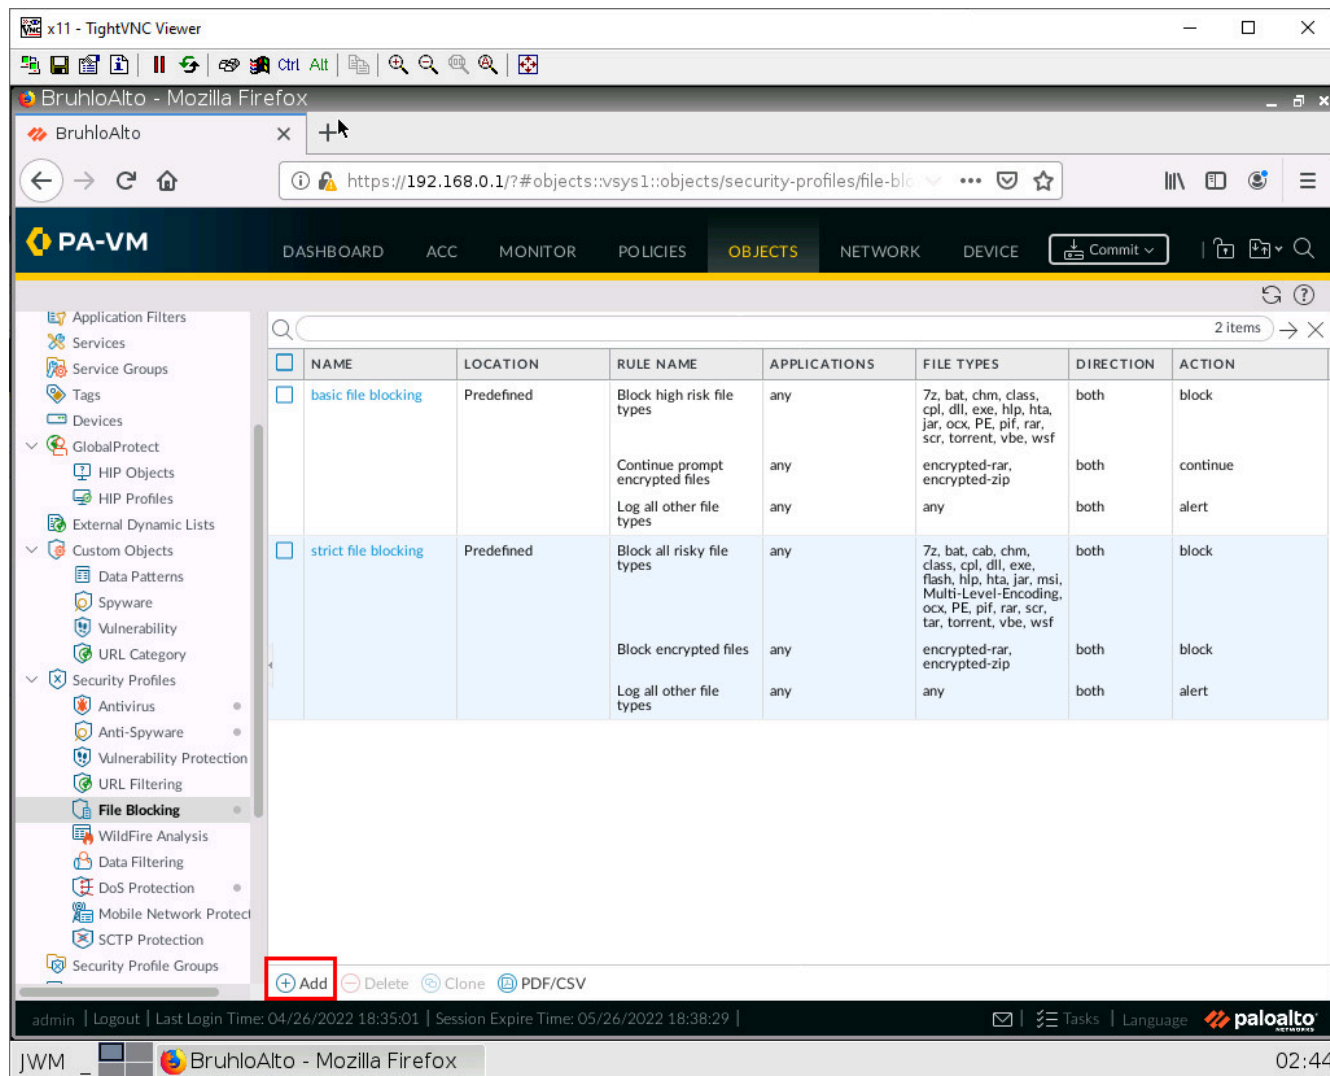 x11 - TightVNC Viewer
Ctrl Alt
BruhloAlto - Mozilla Firefox
BruhloAlto
https://192.168.0.1/?#objects::vsys1::objects/security-profiles/file-blo
PA-VM
DASHBOARD ACC MONITOR POLICIES OBJECTS NETWORK DEVICE Commit
Application Filters
Services
Service Groups
Tags
Devices
GlobalProtect
HIP Objects
HIP Profiles
External Dynamic Lists
Custom Objects
Data Patterns
Spyware
Vulnerability
URL Category
Security Profiles
Antivirus
Anti-Spyware
Vulnerability Protection
URL Filtering
File Blocking
WildFire Analysis
Data Filtering
DoS Protection
Mobile Network Protect
SCTP Protection
Security Profile Groups
2 items
NAME LOCATION RULE NAME APPLICATIONS FILE TYPES DIRECTION ACTION
basic file blocking Predefined Block high risk file types any 7z, bat, chm, class, both block
cpl, dll, exe, hlp, hta,
jar, ocx, PE, pif, rar,
scr, torrent, vbe, wsf
Continue prompt any encrypted-rar, both continue
encrypted files encrypted-zip
Log all other file any any both alert
types
strict file blocking Predefined Block all risky file any 7z, bat, cab, chm, both block
types class, cpl, dll, exe,
flash, hlp, hta, jar, msi,
Multi-Level-Encoding,
ocx, PE, pif, rar, scr,
tar, torrent, vbe, wsf
Block encrypted files any encrypted-rar, both block
encrypted-zip
Log all other file any any both alert
types
Add Delete Clone PDF/CSV
admin | Logout | Last Login Time: 04/26/2022 18:35:01 | Session Expire Time: 05/26/2022 18:38:29 | Tasks | Language paloalto NETWORKS
JWM _ BruhloAlto - Mozilla Firefox 02:44